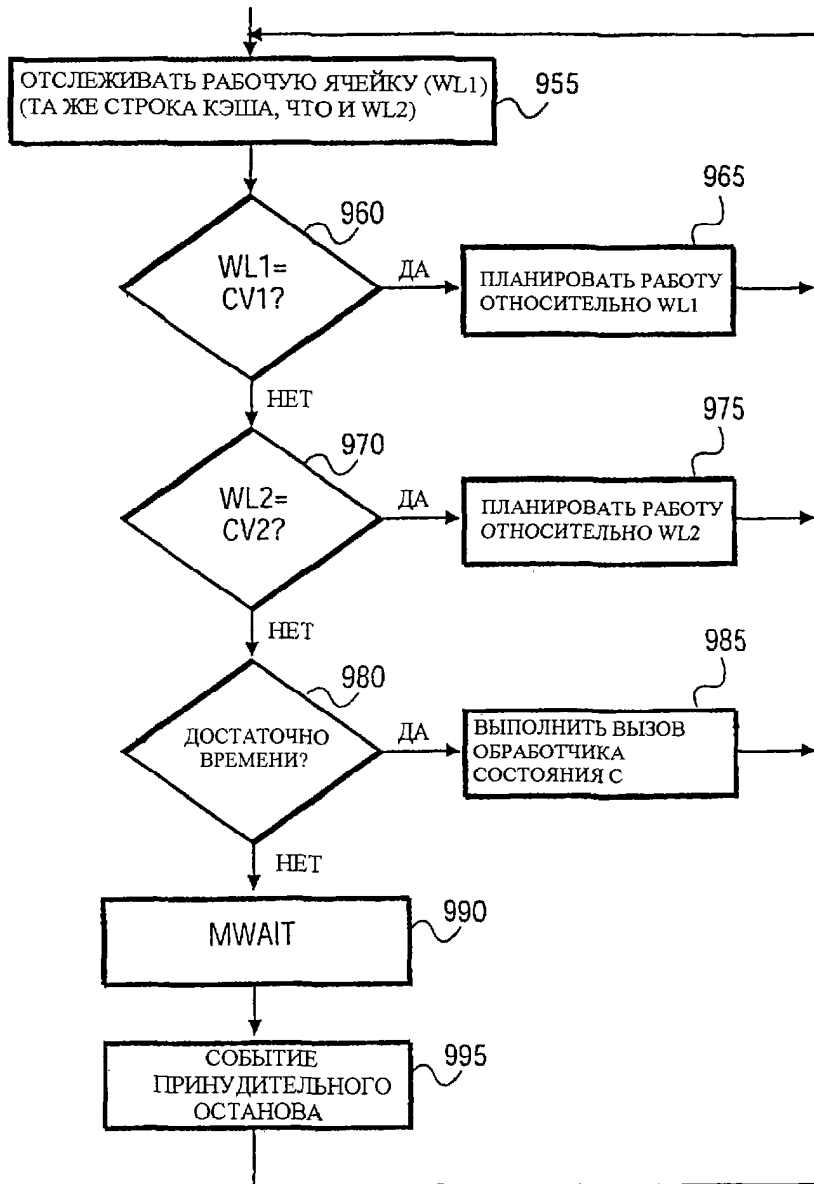 ОТСЛЕЖИВАТЬ РАБОЧУЮ ЯЧЕЙКУ (WL1)
(ТА ЖЕ СТРОКА КЭША, ЧТО И WL2)
955
960
WL1=
CV1?
ДА
965
ПЛАНИРОВАТЬ РАБОТУ
ОТНОСИТЕЛЬНО WL1
НЕТ
970
WL2=
CV2?
ДА
975
ПЛАНИРОВАТЬ РАБОТУ
ОТНОСИТЕЛЬНО WL2
НЕТ
980
ДОСТАТОЧНО
ВРЕМЕНИ?
ДА
985
ВЫПОЛНИТЬ ВЫЗОВ
ОБРАБОТЧИКА
СОСТОЯНИЯ С
НЕТ
MWAIT
990
СОБЫТИЕ
ПРИНУДИТЕЛЬНОГО
ОСТАНОВА
995